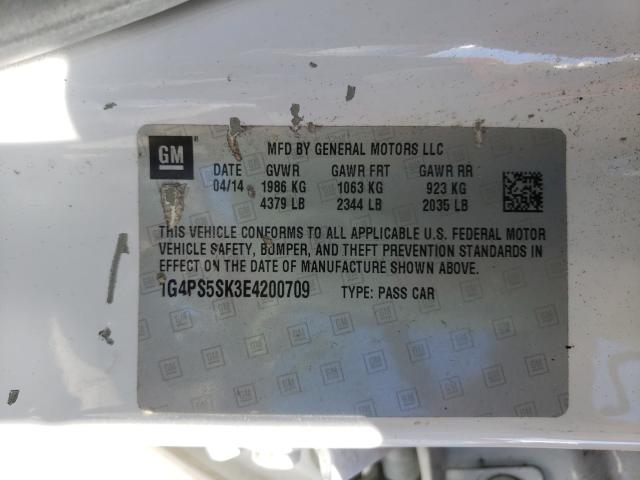 GM
MFD BY GENERAL MOTORS LLC
DATE GVWR GAWR FRT GAWR RR
04/14 1986 KG 1063 KG 923 KG
4379 LB 2344 LB 2035 LB
THIS VEHICLE CONFORMS TO ALL APPLICABLE U.S. FEDERAL MOTOR
VEHICLE SAFETY, BUMPER, AND THEFT PREVENTION STANDARDS IN
EFFECT ON THE DATE OF MANUFACTURE SHOWN ABOVE.
1G4PS5SK3E4200709 TYPE: PASS CAR